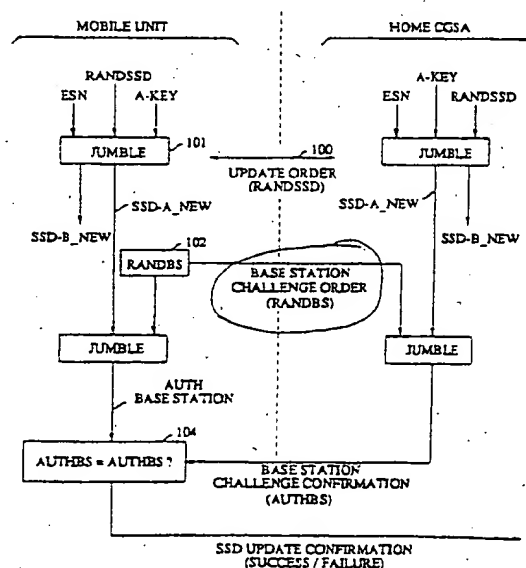 MOBILE UNIT
HOME CGSA
RANDSSD
ESN
A-KEY
JUMBLE
101
SSD-A_NEW
SSD-B_NEW
102
RANDBS
JUMBLE
AUTH
BASE STATION
104
AUTHBS = AUTHBS ?
100
UPDATE ORDER
(RANDSSD)
BASE STATION
CHALLENGE ORDER
(RANDBS)
BASE STATION
CHALLENGE CONFIRMATION
(AUTHBS)
SSD UPDATE CONFIRMATION
(SUCCESS / FAILURE)
A-KEY
ESN
RANDSSD
JUMBLE
SSD-A_NEW
SSD-B_NEW
JUMBLE